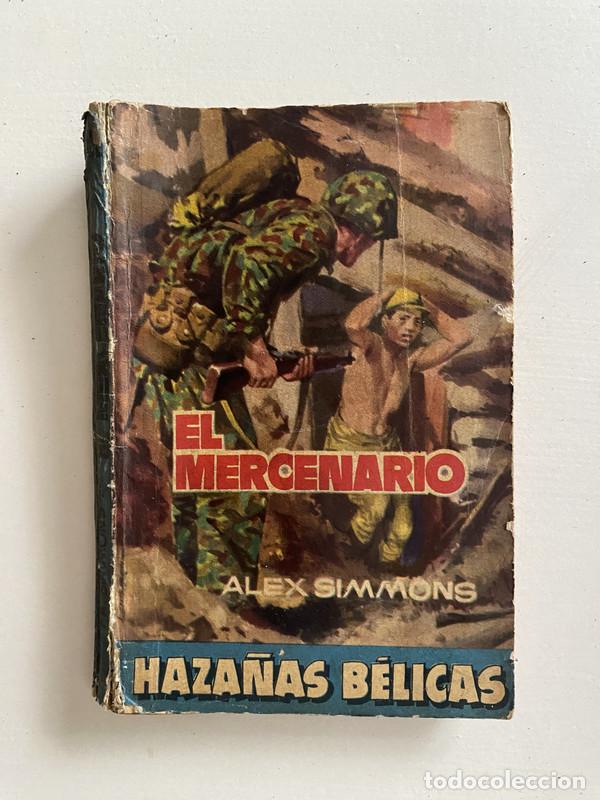 EL
MERCENARIO
ALEX SIMMONS
HAZAÑAS BÉLICAS
todocoleccion